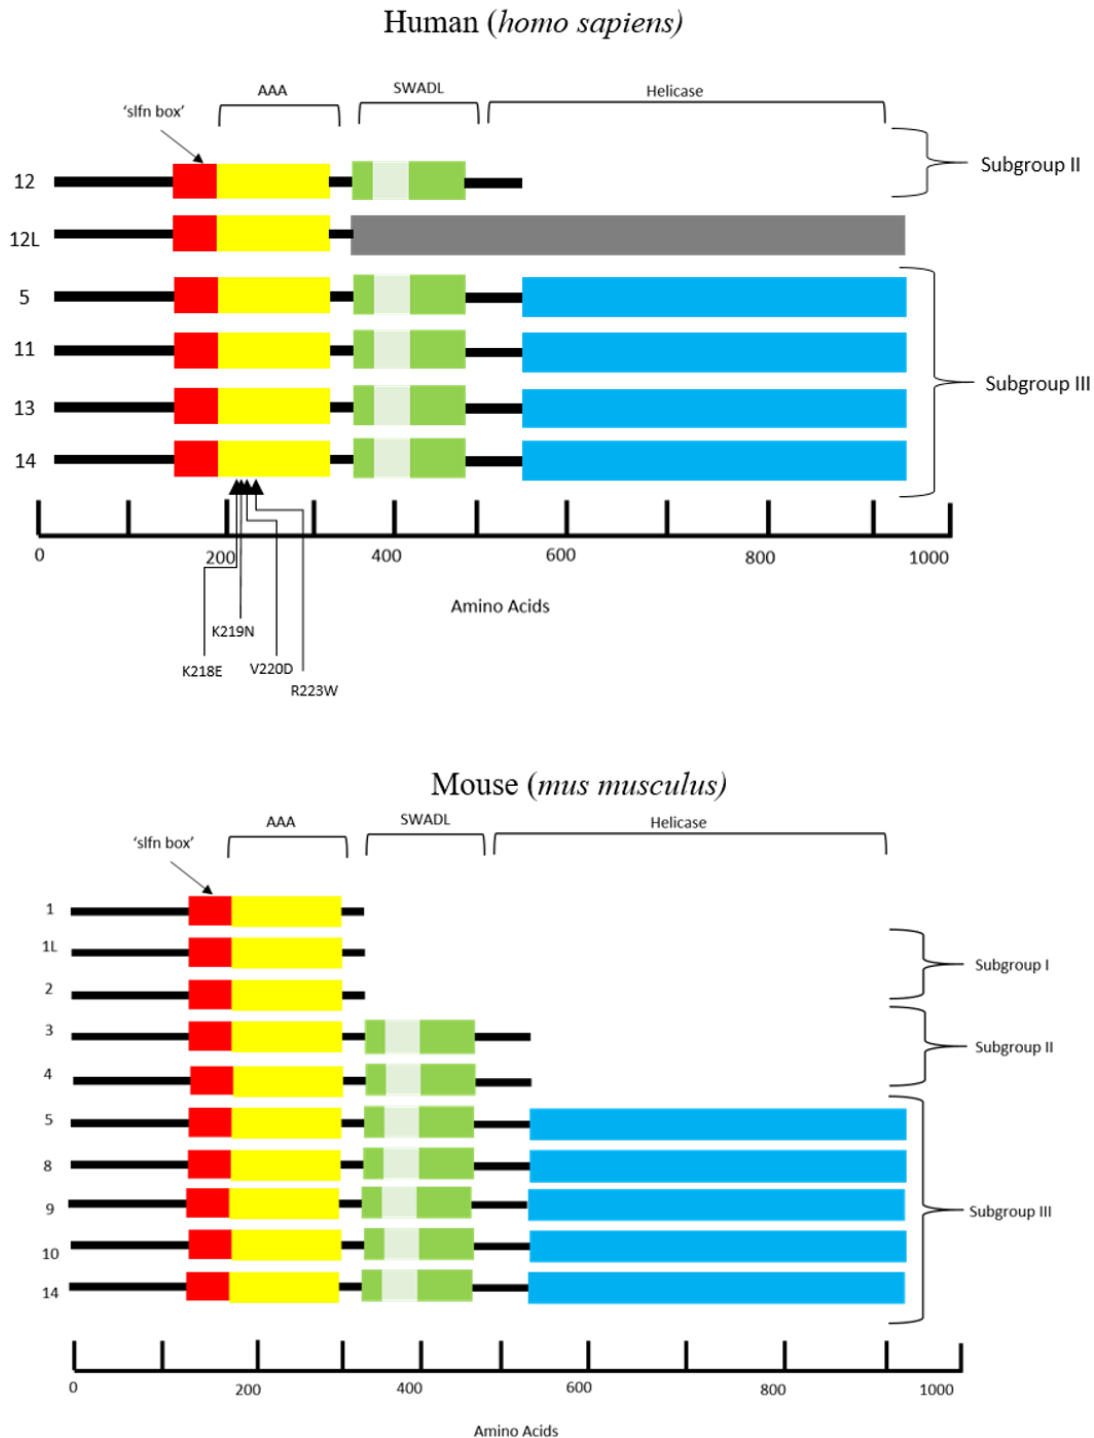 Human (homo sapiens)
AAA
SWADL
Helicase
'slfn box'
12
Subgroup II
12L
5
11
Subgroup III
13
14
0
200
400
600
800
1000
Amino Acids
K219N
K218E
V220D
R223W
Mouse (mus musculus)
AAA
SWADL
Helicase
'slfn box'
1
1L
Subgroup I
2
3
Subgroup II
4
5
8
9
Subgroup III
10
14
0
200
400
600
800
1000
Amino Acids